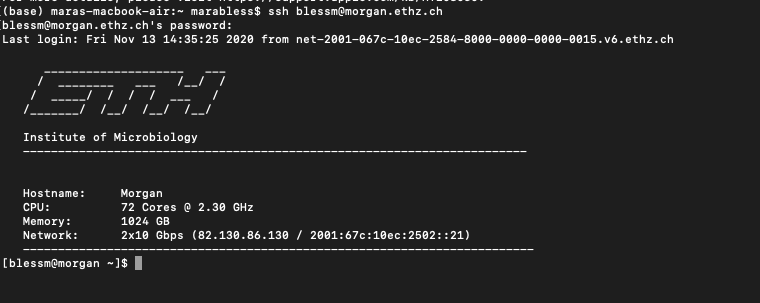 [(base) maras-macbook-air:~ marabless$ ssh blessm@morgan.ethz.ch
[blessm@morgan.ethz.ch's password:
Last login: Fri Nov 13 14:35:25 2020 from net-2001-067c-10ec-2584-8000-0000-0000-0015.v6.ethz.ch
ETH
Institute of Microbiology
Hostname: Morgan
CPU: 72 Cores @ 2.30 GHz
Memory: 1024 GB
Network: 2x10 Gbps (82.130.86.130 / 2001:67c:10ec:2502::21)
[blessm@morgan ~]$